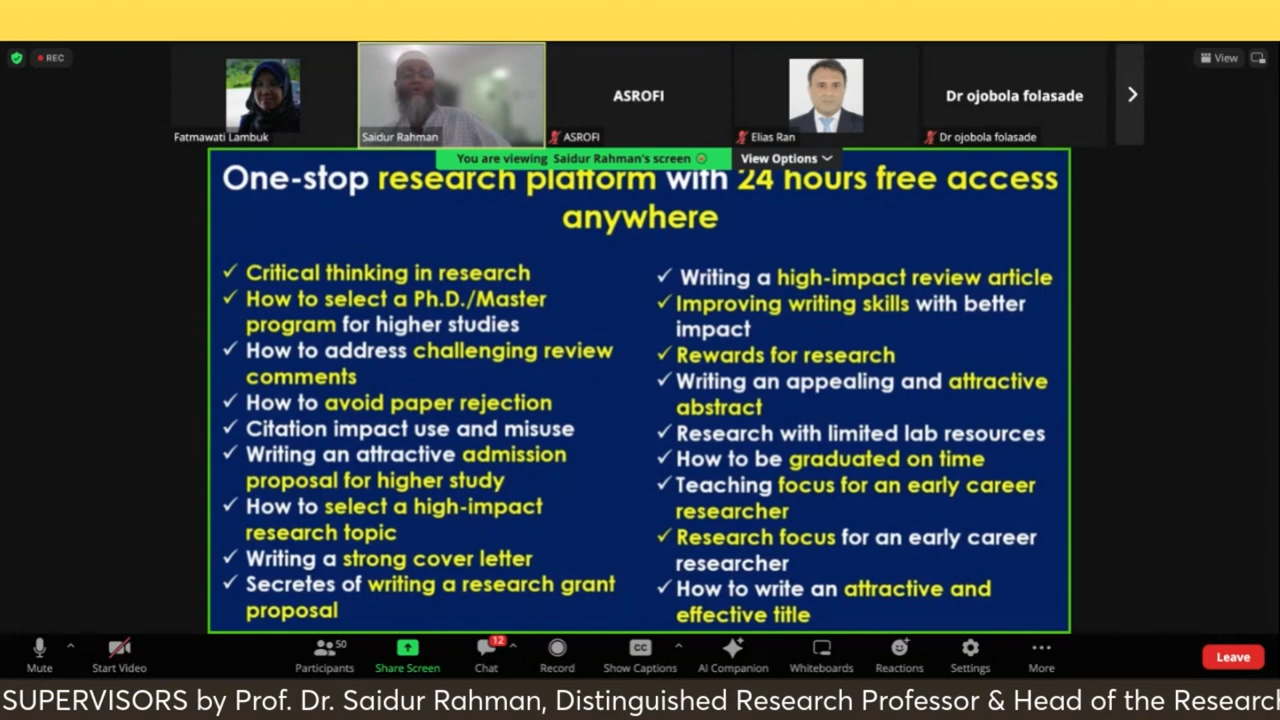 REC
View
ASROFI
Dr ojobola folasade
Fatmawati Lambuk
Saidur Rahman
ASROFI
Elias Ran
Dr ojobola folasade
You are viewing Saidur Rahman's screen
View Options
One-stop research platform with 24 hours free access
anywhere
Critical thinking in research
How to select a Ph.D./Master
program for higher studies
How to address challenging review
comments
How to avoid paper rejection
Citation impact use and misuse
Writing an attractive admission
proposal for higher study
How to select a high-impact
research topic
Writing a strong cover letter
Secretes of writing a research grant
proposal
Writing a high-impact review article
Improving writing skills with better
impact
Rewards for research
Writing an appealing and attractive
abstract
Research with limited lab resources
How to be graduated on time
Teaching focus for an early career
researcher
Research focus for an early career
researcher
How to write an attractive and
effective title
50
12
CC
Mute
Start Video
Participants
Share Screen
Chat
Record
Show Captions
AI Companion
Whiteboards
Reactions
Settings
More
Leave
SUPERVISORS by Prof. Dr. Saidur Rahman, Distinguished Research Professor & Head of the Research